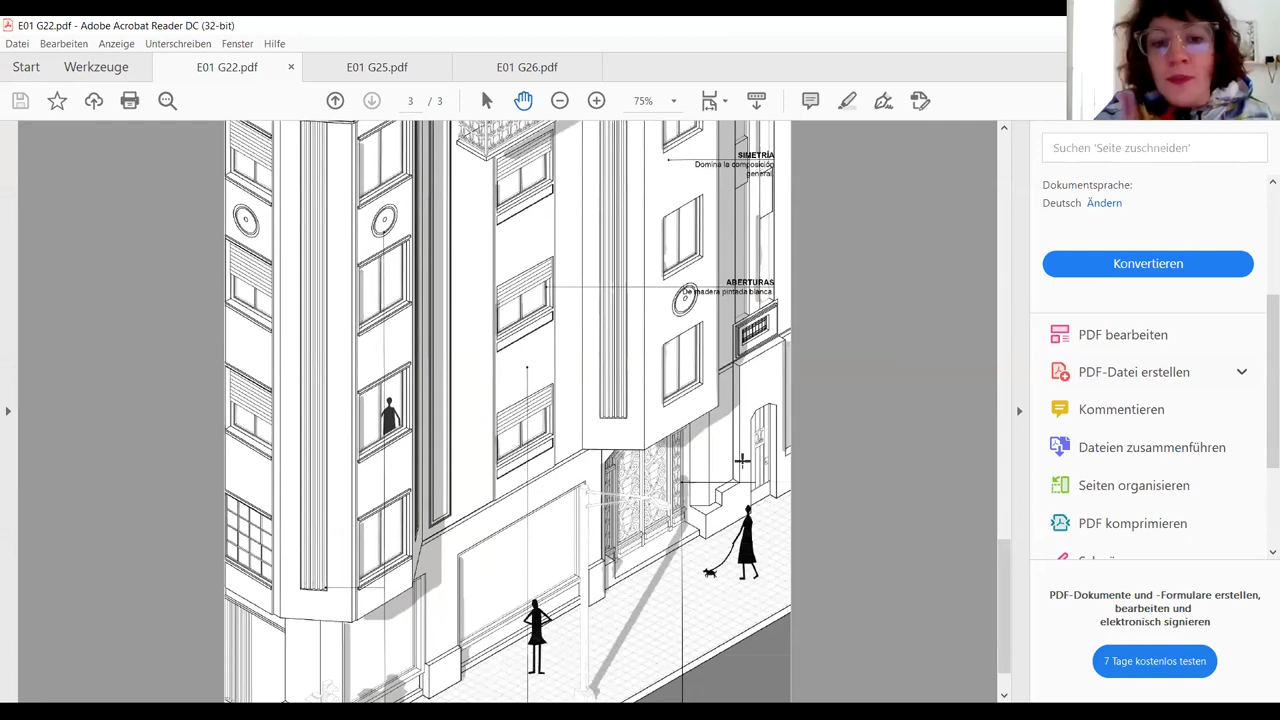 E01 G22.pdf - Adobe Acrobat Reader DC (32-bit)
Datei Bearbeiten Anzeige Unterschreiben Fenster Hilfe
Start Werkzeuge E01 G22.pdf × E01 G25.pdf E01 G26.pdf
3 / 3 75%
Suchen 'Seite zuschneiden'
Dokumentsprache:
Deutsch Ändern
Konvertieren
PDF bearbeiten
PDF-Datei erstellen
Kommentieren
Dateien zusammenführen
Seiten organisieren
PDF komprimieren
PDF-Dokumente und -Formulare erstellen,
bearbeiten und
elektronisch signieren
7 Tage kostenlos testen
SIMETRÍA
Domina la composición
general.
ABERTURAS
De madera pintada blanca.